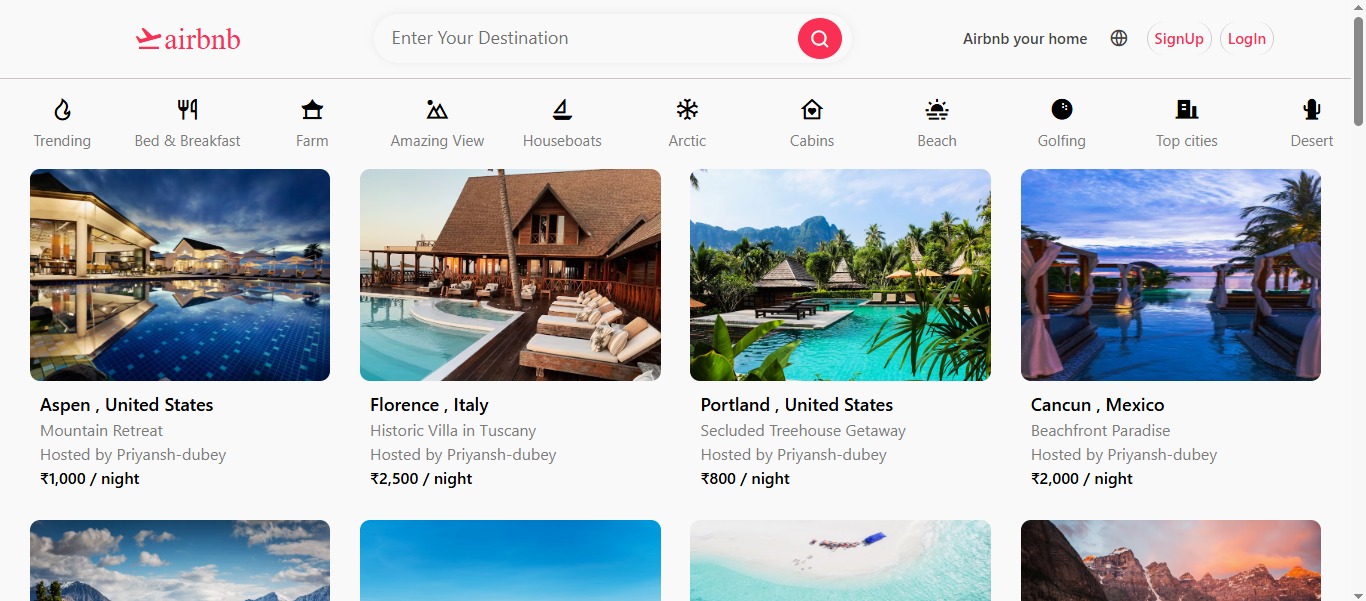 airbnb
Enter Your Destination
Airbnb your home
SignUp
LogIn
Trending
Bed & Breakfast
Farm
Amazing View
Houseboats
Arctic
Cabins
Beach
Golfing
Top cities
Desert
Aspen , United States
Mountain Retreat
Hosted by Priyansh-dubey
₹1,000 / night
Florence , Italy
Historic Villa in Tuscany
Hosted by Priyansh-dubey
₹2,500 / night
Portland , United States
Secluded Treehouse Getaway
Hosted by Priyansh-dubey
₹800 / night
Cancun , Mexico
Beachfront Paradise
Hosted by Priyansh-dubey
₹2,000 / night